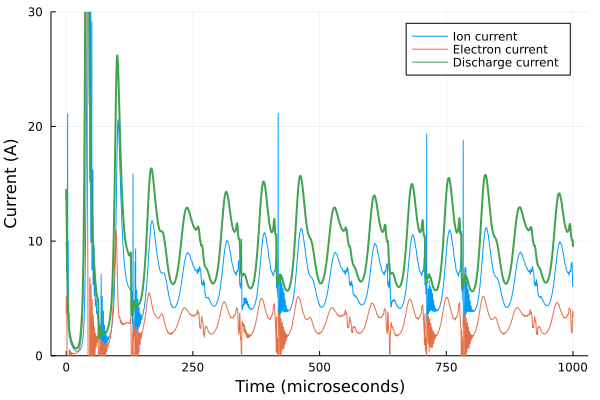 30
20
10
0
Current (A)
Ion current
Electron current
Discharge current
0
250
500
750
1000
Time (microseconds)